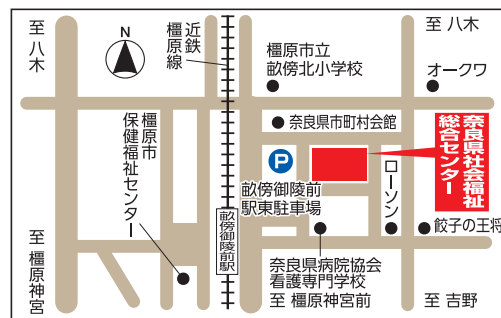 至 八木
近鉄
橿原線
至 八木
N
橿原市立
畝傍北小学校
オークワ
奈良県市町村会館
奈良県社会福祉
総合センター
橿原市
保健福祉センター
P
畝傍御陵前
駅東駐車場
ローソン
畝傍御陵前駅
餃子の王将
奈良県病院協会
看護専門学校
至 橿原神宮
至 橿原神宮前
至 吉野